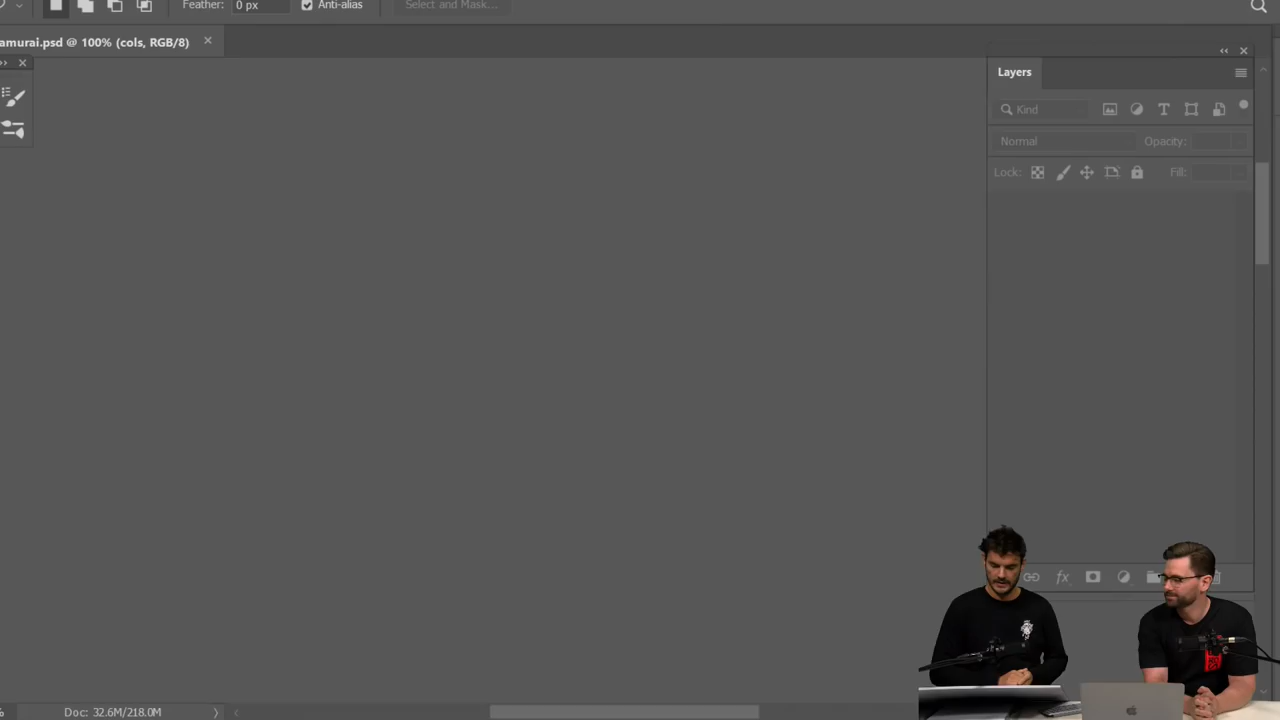 Feather: 0 px Anti-alias Select and Mask...
amurai.psd @ 100% (cols, RGB/8) ×
Layers
Kind
Normal Opacity:
Lock: Fill:
fx
% Doc: 32.6M/218.0M